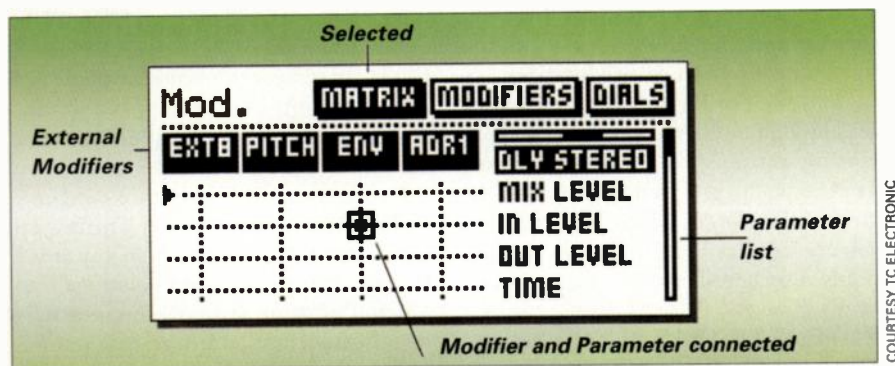 Selected
Mod. MATRIX MODIFIERS DIALS
External
Modifiers
EXT8 PITCH ENV ADR1
DLY STEREO
MIX LEVEL
IN LEVEL
OUT LEVEL
TIME
Parameter
list
Modifier and Parameter connected
COURTESY TC ELECTRONIC